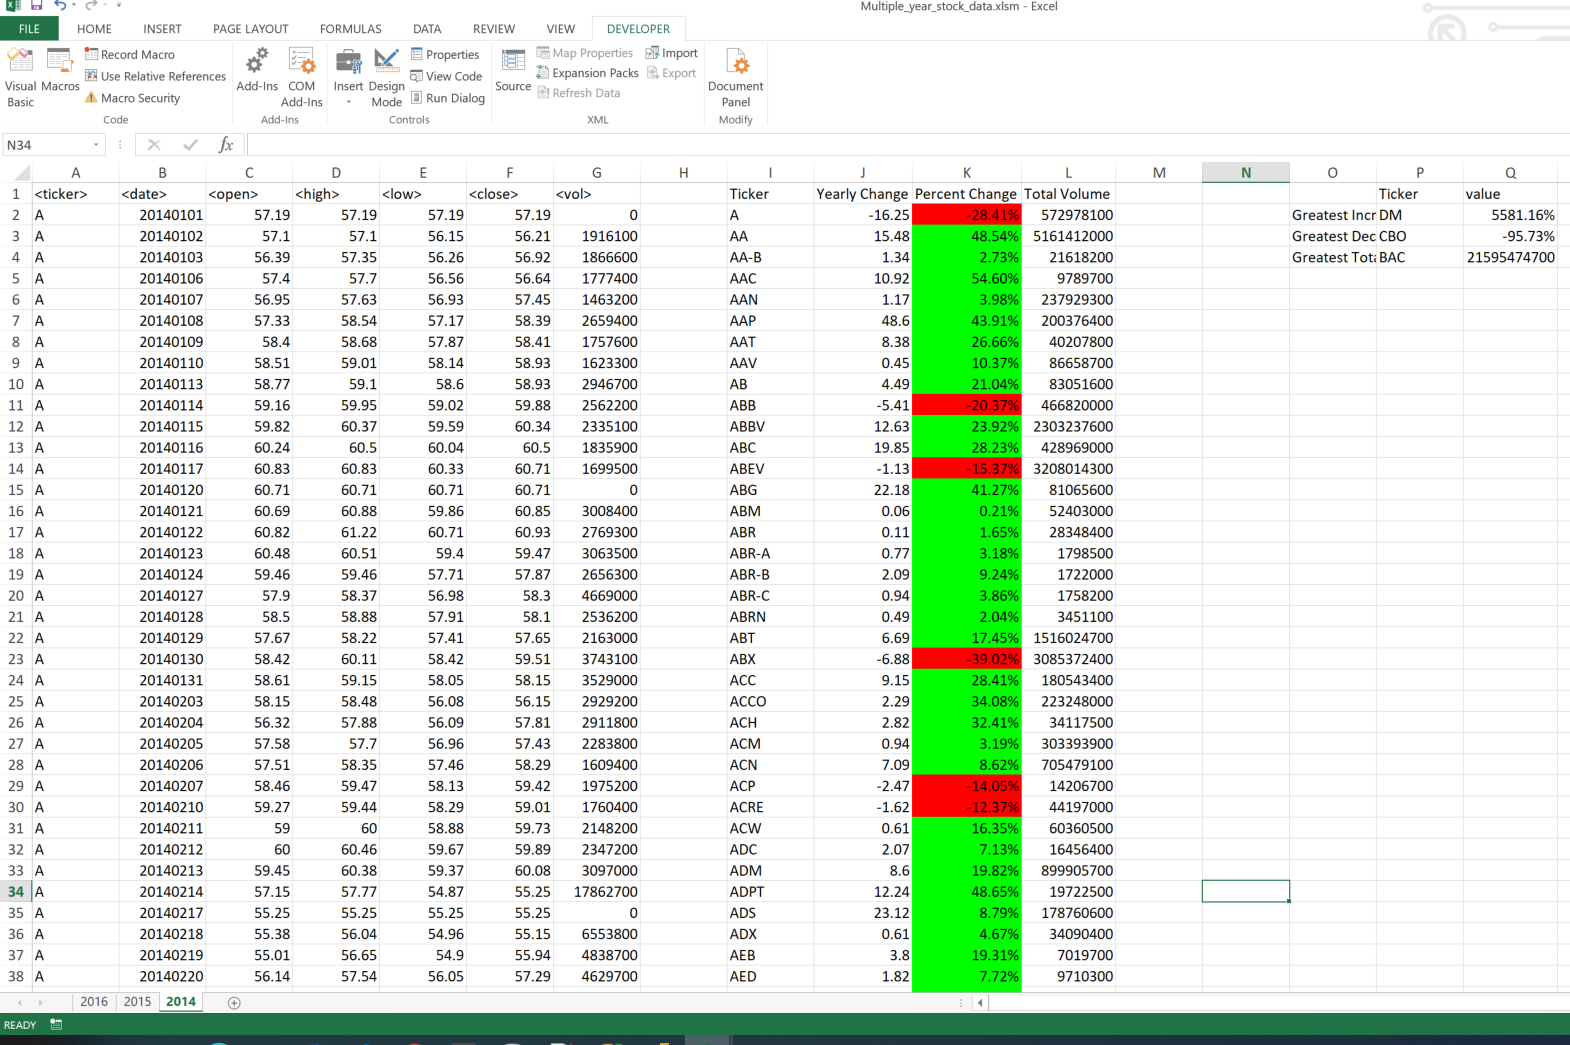 Multiple_year_stock_data.xlsm - Excel
FILE HOME INSERT PAGE LAYOUT FORMULAS DATA REVIEW VIEW DEVELOPER
Visual Basic
Macros
Record Macro
Use Relative References
Macro Security
Code
Add-Ins
COM Add-Ins
Add-Ins
Insert
Design Mode
Properties
View Code
Run Dialog
Controls
Source
Map Properties
Expansion Packs
Refresh Data
Import
Export
XML
Document Panel
Modify
N34 fx
A B C D E F G H I J K L M N O P Q
1 <ticker> <date> <open> <high> <low> <close> <vol> Ticker Yearly Change Percent Change Total Volume Ticker value
2 A 20140101 57.19 57.19 57.19 57.19 0 A -16.25 -28.41% 572978100 Greatest Incr DM 5581.16%
3 A 20140102 57.1 57.1 56.15 56.21 1916100 AA 15.48 48.54% 5161412000 Greatest Dec CBO -95.73%
4 A 20140103 56.39 57.35 56.26 56.92 1866600 AA-B 1.34 2.73% 21618200 Greatest Tota BAC 21595474700
5 A 20140106 57.4 57.7 56.56 56.64 1777400 AAC 10.92 54.60% 9789700
6 A 20140107 56.95 57.63 56.93 57.45 1463200 AAN 1.17 3.98% 237929300
7 A 20140108 57.33 58.54 57.17 58.39 2659400 AAP 48.6 43.91% 200376400
8 A 20140109 58.4 58.68 57.87 58.41 1757600 AAT 8.38 26.66% 40207800
9 A 20140110 58.51 59.01 58.14 58.93 1623300 AAV 0.45 10.37% 86658700
10 A 20140113 58.77 59.1 58.6 58.93 2946700 AB 4.49 21.04% 83051600
11 A 20140114 59.16 59.95 59.02 59.88 2562200 ABB -5.41 -20.37% 466820000
12 A 20140115 59.82 60.37 59.59 60.34 2335100 ABBV 12.63 23.92% 2303237600
13 A 20140116 60.24 60.5 60.04 60.5 1835900 ABC 19.85 28.23% 428969000
14 A 20140117 60.83 60.83 60.33 60.71 1699500 ABEV -1.13 -15.37% 3208014300
15 A 20140120 60.71 60.71 60.71 60.71 0 ABG 22.18 41.27% 81065600
16 A 20140121 60.69 60.88 59.86 60.85 3008400 ABM 0.06 0.21% 52403000
17 A 20140122 60.82 61.22 60.71 60.93 2769300 ABR 0.11 1.65% 28348400
18 A 20140123 60.48 60.51 59.4 59.47 3063500 ABR-A 0.77 3.18% 1798500
19 A 20140124 59.46 59.46 57.71 57.87 2656300 ABR-B 2.09 9.24% 1722000
20 A 20140127 57.9 58.37 56.98 58.3 4669000 ABR-C 0.94 3.86% 1758200
21 A 20140128 58.5 58.88 57.91 58.1 2536200 ABRN 0.49 2.04% 3451100
22 A 20140129 57.67 58.22 57.41 57.65 2163000 ABT 6.69 17.45% 1516024700
23 A 20140130 58.42 60.11 58.42 59.51 3743100 ABX -6.88 -39.02% 3085372400
24 A 20140131 58.61 59.15 58.05 58.15 3529000 ACC 9.15 28.41% 180543400
25 A 20140203 58.15 58.48 56.08 56.15 2929200 ACCO 2.29 34.08% 223248000
26 A 20140204 56.32 57.88 56.09 57.81 2911800 ACH 2.82 32.41% 34117500
27 A 20140205 57.58 57.7 56.96 57.43 2283800 ACM 0.94 3.19% 303393900
28 A 20140206 57.51 58.35 57.46 58.29 1609400 ACN 7.09 8.62% 705479100
29 A 20140207 58.46 59.47 58.13 59.42 1975200 ACP -2.47 -14.05% 14206700
30 A 20140210 59.27 59.44 58.29 59.01 1760400 ACRE -1.62 -12.37% 44197000
31 A 20140211 59 60 58.88 59.73 2148200 ACW 0.61 16.35% 60360500
32 A 20140212 60 60.46 59.67 59.89 2347200 ADC 2.07 7.13% 16456400
33 A 20140213 59.45 60.38 59.37 60.08 3097000 ADM 8.6 19.82% 899905700
34 A 20140214 57.15 57.77 54.87 55.25 17862700 ADPT 12.24 48.65% 19722500
35 A 20140217 55.25 55.25 55.25 55.25 0 ADS 23.12 8.79% 178760600
36 A 20140218 55.38 56.04 54.96 55.15 6553800 ADX 0.61 4.67% 34090400
37 A 20140219 55.01 56.65 54.9 55.94 4838700 AEB 3.8 19.31% 7019700
38 A 20140220 56.14 57.54 56.05 57.29 4629700 AED 1.82 7.72% 9710300
2016 2015 2014
READY